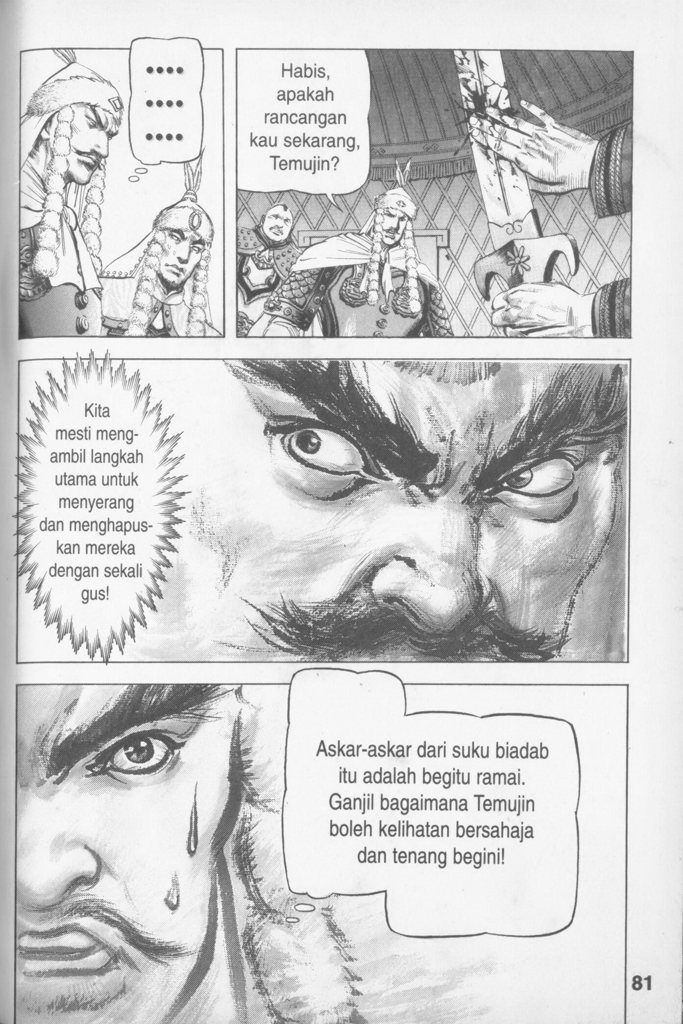 ....
....
....
Habis,
apakah
rancangan
kau sekarang,
Temujin?
Kita
mesti meng-
ambil langkah
utama untuk
menyerang
dan menghapus-
kan mereka
dengan sekali
gus!
Askar-askar dari suku biadab
itu adalah begitu ramai.
Ganjil bagaimana Temujin
boleh kelihatan bersahaja
dan tenang begini!
81